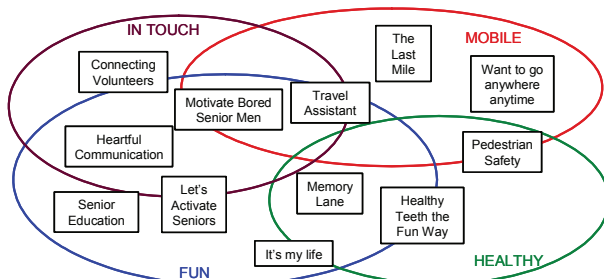 IN TOUCH
MOBILE
The
Last
Mile
Connecting
Volunteers
Want to go
anywhere
anytime
Motivate Bored
Senior Men
Travel
Assistant
Heartful
Communication
Pedestrian
Safety
Let's
Activate
Seniors
Memory
Lane
Senior
Education
Healthy
Teeth the
Fun Way
It's my life
FUN
HEALTHY